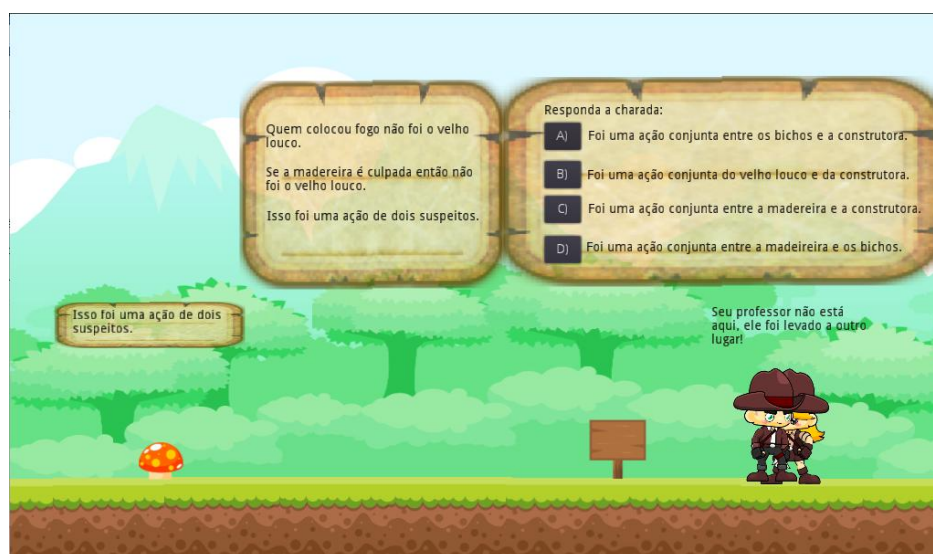 Quem colocou fogo não foi o velho
louco.
Se a madereira é culpada então não
foi o velho louco.
Isso foi uma ação de dois suspeitos.
Responda a charada:
A) Foi uma ação conjunta entre os bichos e a construtora.
B) Foi uma ação conjunta do velho louco e da construtora.
C) Foi uma ação conjunta entre a madereira e a construtora.
D) Foi uma ação conjunta entre a madeireira e os bichos.
Isso foi uma ação de dois
suspeitos.
Seu professor não está
aqui, ele foi levado a outro
lugar!